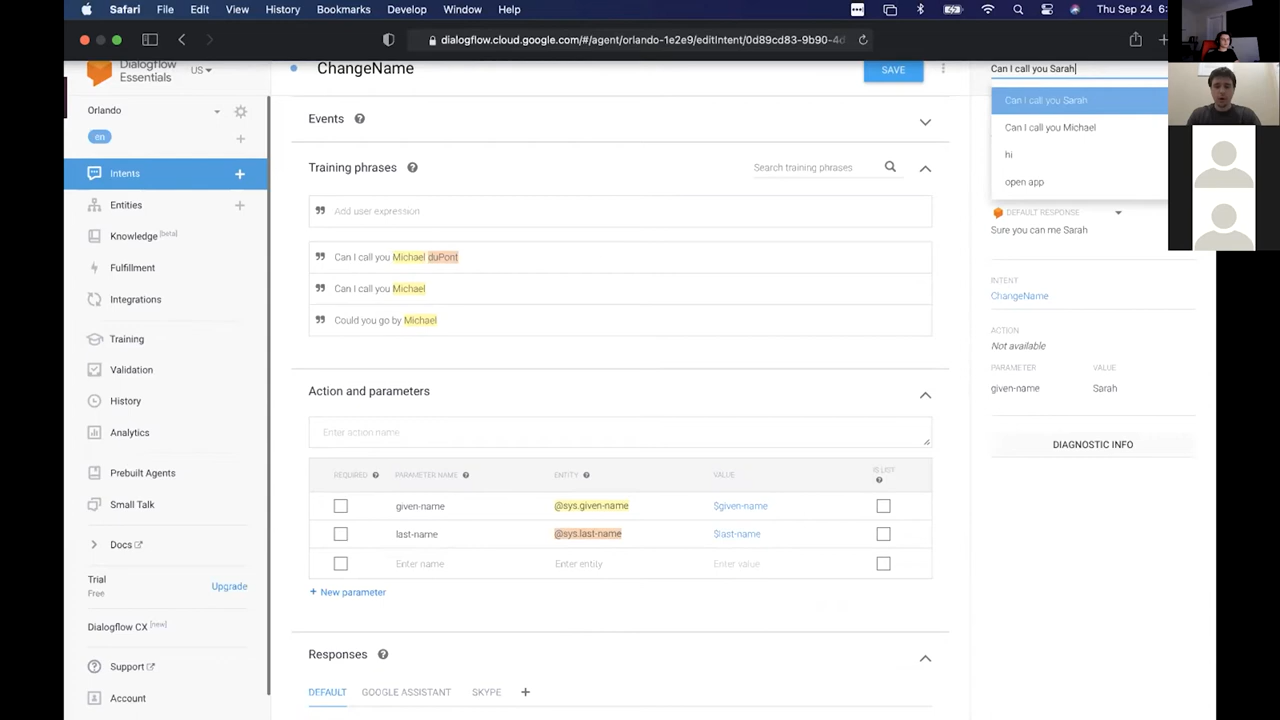 Safari File Edit View History Bookmarks Develop Window Help
Thu Sep 24 6:
dialogflow.cloud.google.com/#/agent/orlando-1e2e9/editIntent/0d89cd83-9b90-4d
Dialogflow
Essentials
US
ChangeName
SAVE
Can I call you Sarah
Orlando
en
Intents
Entities
Knowledge [beta]
Fulfillment
Integrations
Training
Validation
History
Analytics
Prebuilt Agents
Small Talk
Docs
Trial
Free
Upgrade
Dialogflow CX [new]
Support
Account
Events
Training phrases
Search training phrases
Add user expression
Can I call you Michael duPont
Can I call you Michael
Could you go by Michael
Action and parameters
Enter action name
REQUIRED PARAMETER NAME ENTITY VALUE IS LIST
given-name @sys.given-name $given-name
last-name @sys.last-name $last-name
Enter name Enter entity Enter value
+ New parameter
Responses
DEFAULT GOOGLE ASSISTANT SKYPE
Can I call you Sarah
Can I call you Michael
hi
open app
DEFAULT RESPONSE
Sure you can me Sarah
INTENT
ChangeName
ACTION
Not available
PARAMETER VALUE
given-name Sarah
DIAGNOSTIC INFO